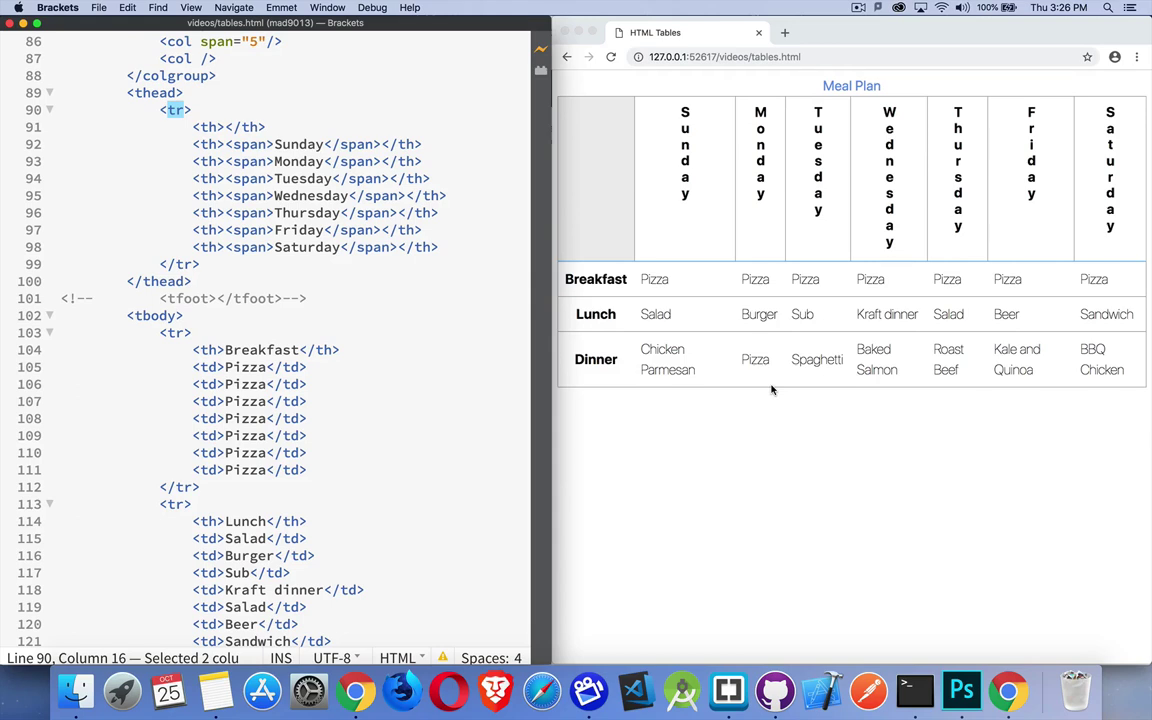 Brackets File Edit Find View Navigate Emmet Window Debug Help 100% Thu 3:26 PM
videos/tables.html (mad9013) — Brackets
86 <col span="5"/>
87 <col />
88 </colgroup>
89 <thead>
90 <tr>
91 <th></th>
92 <th><span>Sunday</span></th>
93 <th><span>Monday</span></th>
94 <th><span>Tuesday</span></th>
95 <th><span>Wednesday</span></th>
96 <th><span>Thursday</span></th>
97 <th><span>Friday</span></th>
98 <th><span>Saturday</span></th>
99 </tr>
100 </thead>
101 <!-- <tfoot></tfoot>-->
102 <tbody>
103 <tr>
104 <th>Breakfast</th>
105 <td>Pizza</td>
106 <td>Pizza</td>
107 <td>Pizza</td>
108 <td>Pizza</td>
109 <td>Pizza</td>
110 <td>Pizza</td>
111 <td>Pizza</td>
112 </tr>
113 <tr>
114 <th>Lunch</th>
115 <td>Salad</td>
116 <td>Burger</td>
117 <td>Sub</td>
118 <td>Kraft dinner</td>
119 <td>Salad</td>
120 <td>Beer</td>
121 <td>Sandwich</td>
Line 90, Column 16 — Selected 2 colu INS UTF-8 HTML Spaces: 4
HTML Tables
127.0.0.1:52617/videos/tables.html
Meal Plan
Sunday Monday Tuesday Wednesday Thursday Friday Saturday
Breakfast Pizza Pizza Pizza Pizza Pizza Pizza Pizza
Lunch Salad Burger Sub Kraft dinner Salad Beer Sandwich
Dinner Chicken Parmesan Pizza Spaghetti Baked Salmon Roast Beef Kale and Quinoa BBQ Chicken
OCT
25
Ps